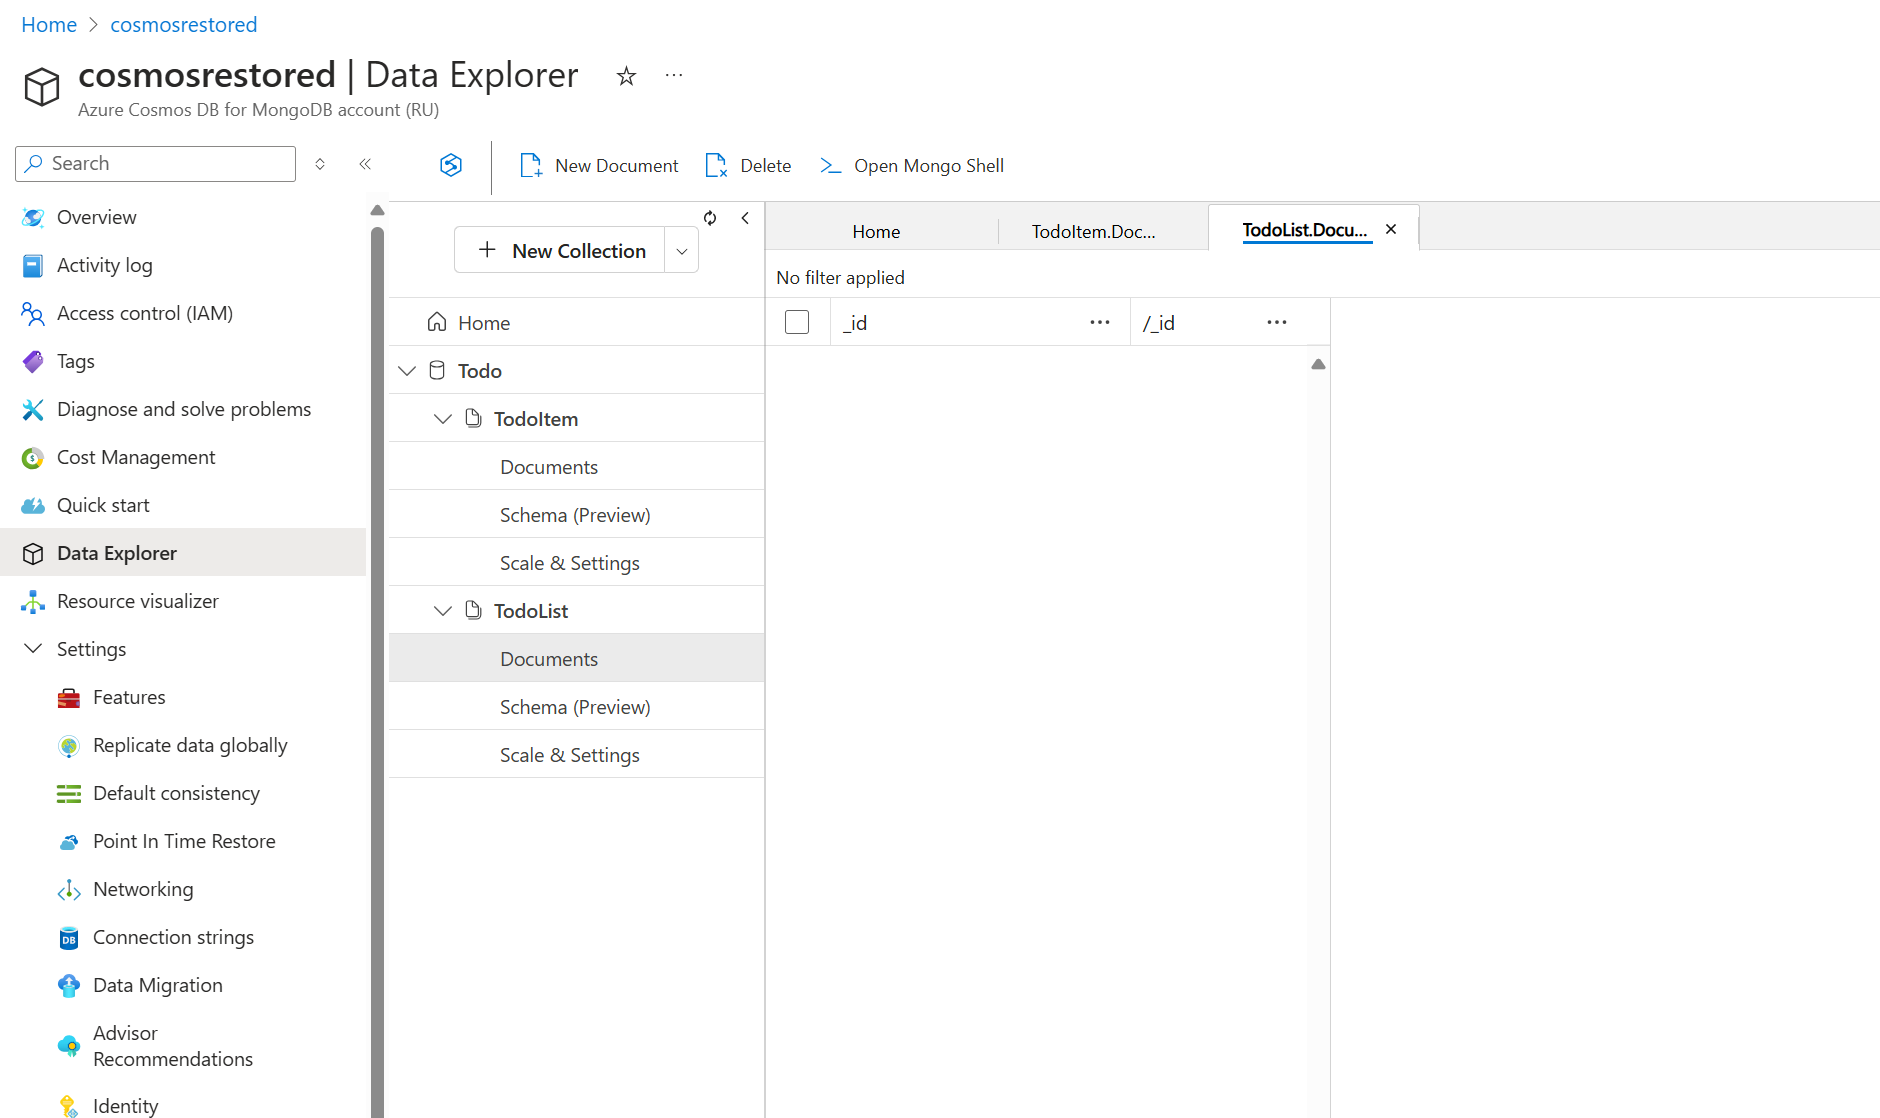 Home > cosmosrestored
cosmosrestored | Data Explorer
Azure Cosmos DB for MongoDB account (RU)
Search
New Document
Delete
Open Mongo Shell
Overview
Activity log
Access control (IAM)
Tags
Diagnose and solve problems
Cost Management
Quick start
Data Explorer
Resource visualizer
Settings
Features
Replicate data globally
Default consistency
Point In Time Restore
Networking
Connection strings
Data Migration
Advisor
Recommendations
Identity
New Collection
Home
Todo
TodoItem
Documents
Schema (Preview)
Scale & Settings
TodoList
Documents
Schema (Preview)
Scale & Settings
Home
TodoItem.Doc...
TodoList.Docu...
No filter applied
_id
/_id